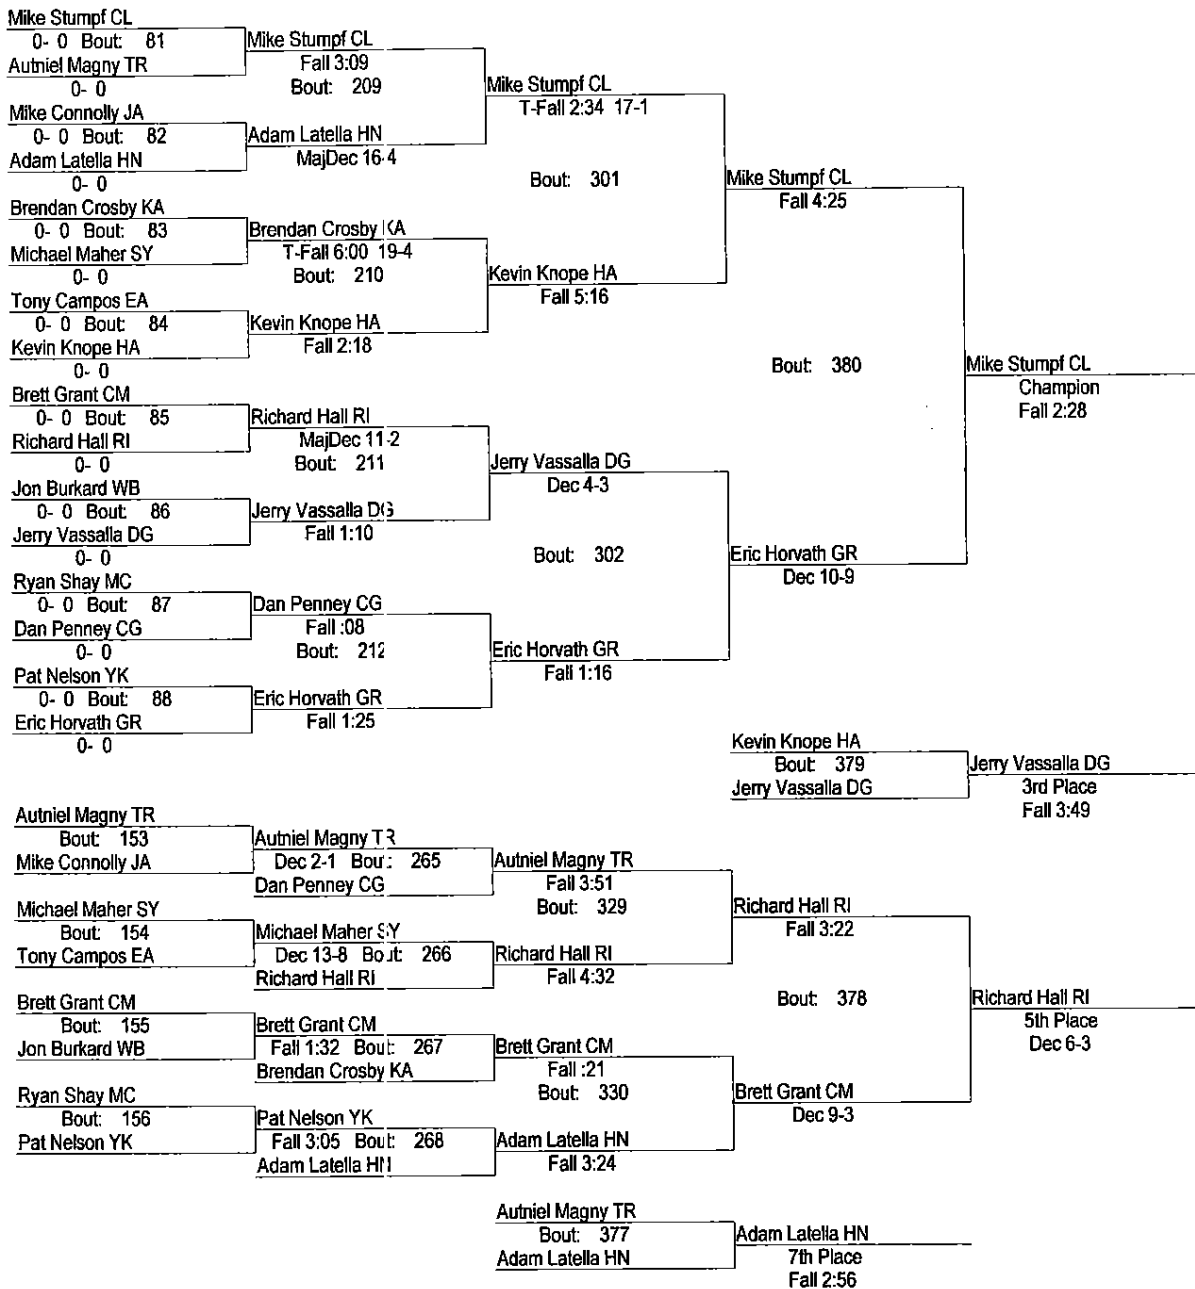 Mike Stumpf CL
0- 0 Bout: 81
Autniel Magny TR
0- 0
Mike Connolly JA
0- 0 Bout: 82
Adam Latella HN
0- 0
Brendan Crosby KA
0- 0 Bout: 83
Michael Maher SY
0- 0
Tony Campos EA
0- 0 Bout: 84
Kevin Knope HA
0- 0
Brett Grant CM
0- 0 Bout: 85
Richard Hall RI
0- 0
Jon Burkard WB
0- 0 Bout: 86
Jerry Vassalla DG
0- 0
Ryan Shay MC
0- 0 Bout: 87
Dan Penney CG
0- 0
Pat Nelson YK
0- 0 Bout: 88
Eric Horvath GR
0- 0
Mike Stumpf CL
Fall 3:09
Bout: 209
Adam Latella HN
MajDec 16-4
Brendan Crosby KA
T-Fall 6:00 19-4
Bout: 210
Kevin Knope HA
Fall 2:18
Richard Hall RI
MajDec 11-2
Bout: 211
Jerry Vassalla DG
Fall 1:10
Dan Penney CG
Fall :08
Bout: 212
Eric Horvath GR
Fall 1:25
Mike Stumpf CL
T-Fall 2:34 17-1
Bout: 301
Kevin Knope HA
Fall 5:16
Jerry Vassalla DG
Dec 4-3
Bout: 302
Eric Horvath GR
Fall 1:16
Mike Stumpf CL
Fall 4:25
Bout: 380
Eric Horvath GR
Dec 10-9
Mike Stumpf CL
Champion
Fall 2:28
Kevin Knope HA
Bout: 379
Jerry Vassalla DG
Jerry Vassalla DG
3rd Place
Fall 3:49
Autniel Magny TR
Bout: 153
Mike Connolly JA
Michael Maher SY
Bout: 154
Tony Campos EA
Brett Grant CM
Bout: 155
Jon Burkard WB
Ryan Shay MC
Bout: 156
Pat Nelson YK
Autniel Magny TR
Dec 2-1 Bout: 265
Dan Penney CG
Michael Maher SY
Dec 13-8 Bout: 266
Richard Hall RI
Brett Grant CM
Fall 1:32 Bout: 267
Brendan Crosby KA
Pat Nelson YK
Fall 3:05 Bout: 268
Adam Latella HN
Autniel Magny TR
Fall 3:51
Bout: 329
Richard Hall RI
Fall 4:32
Brett Grant CM
Fall :21
Bout: 330
Adam Latella HN
Fall 3:24
Richard Hall RI
Fall 3:22
Bout: 378
Brett Grant CM
Dec 9-3
Richard Hall RI
5th Place
Dec 6-3
Autniel Magny TR
Bout: 377
Adam Latella HN
Adam Latella HN
7th Place
Fall 2:56